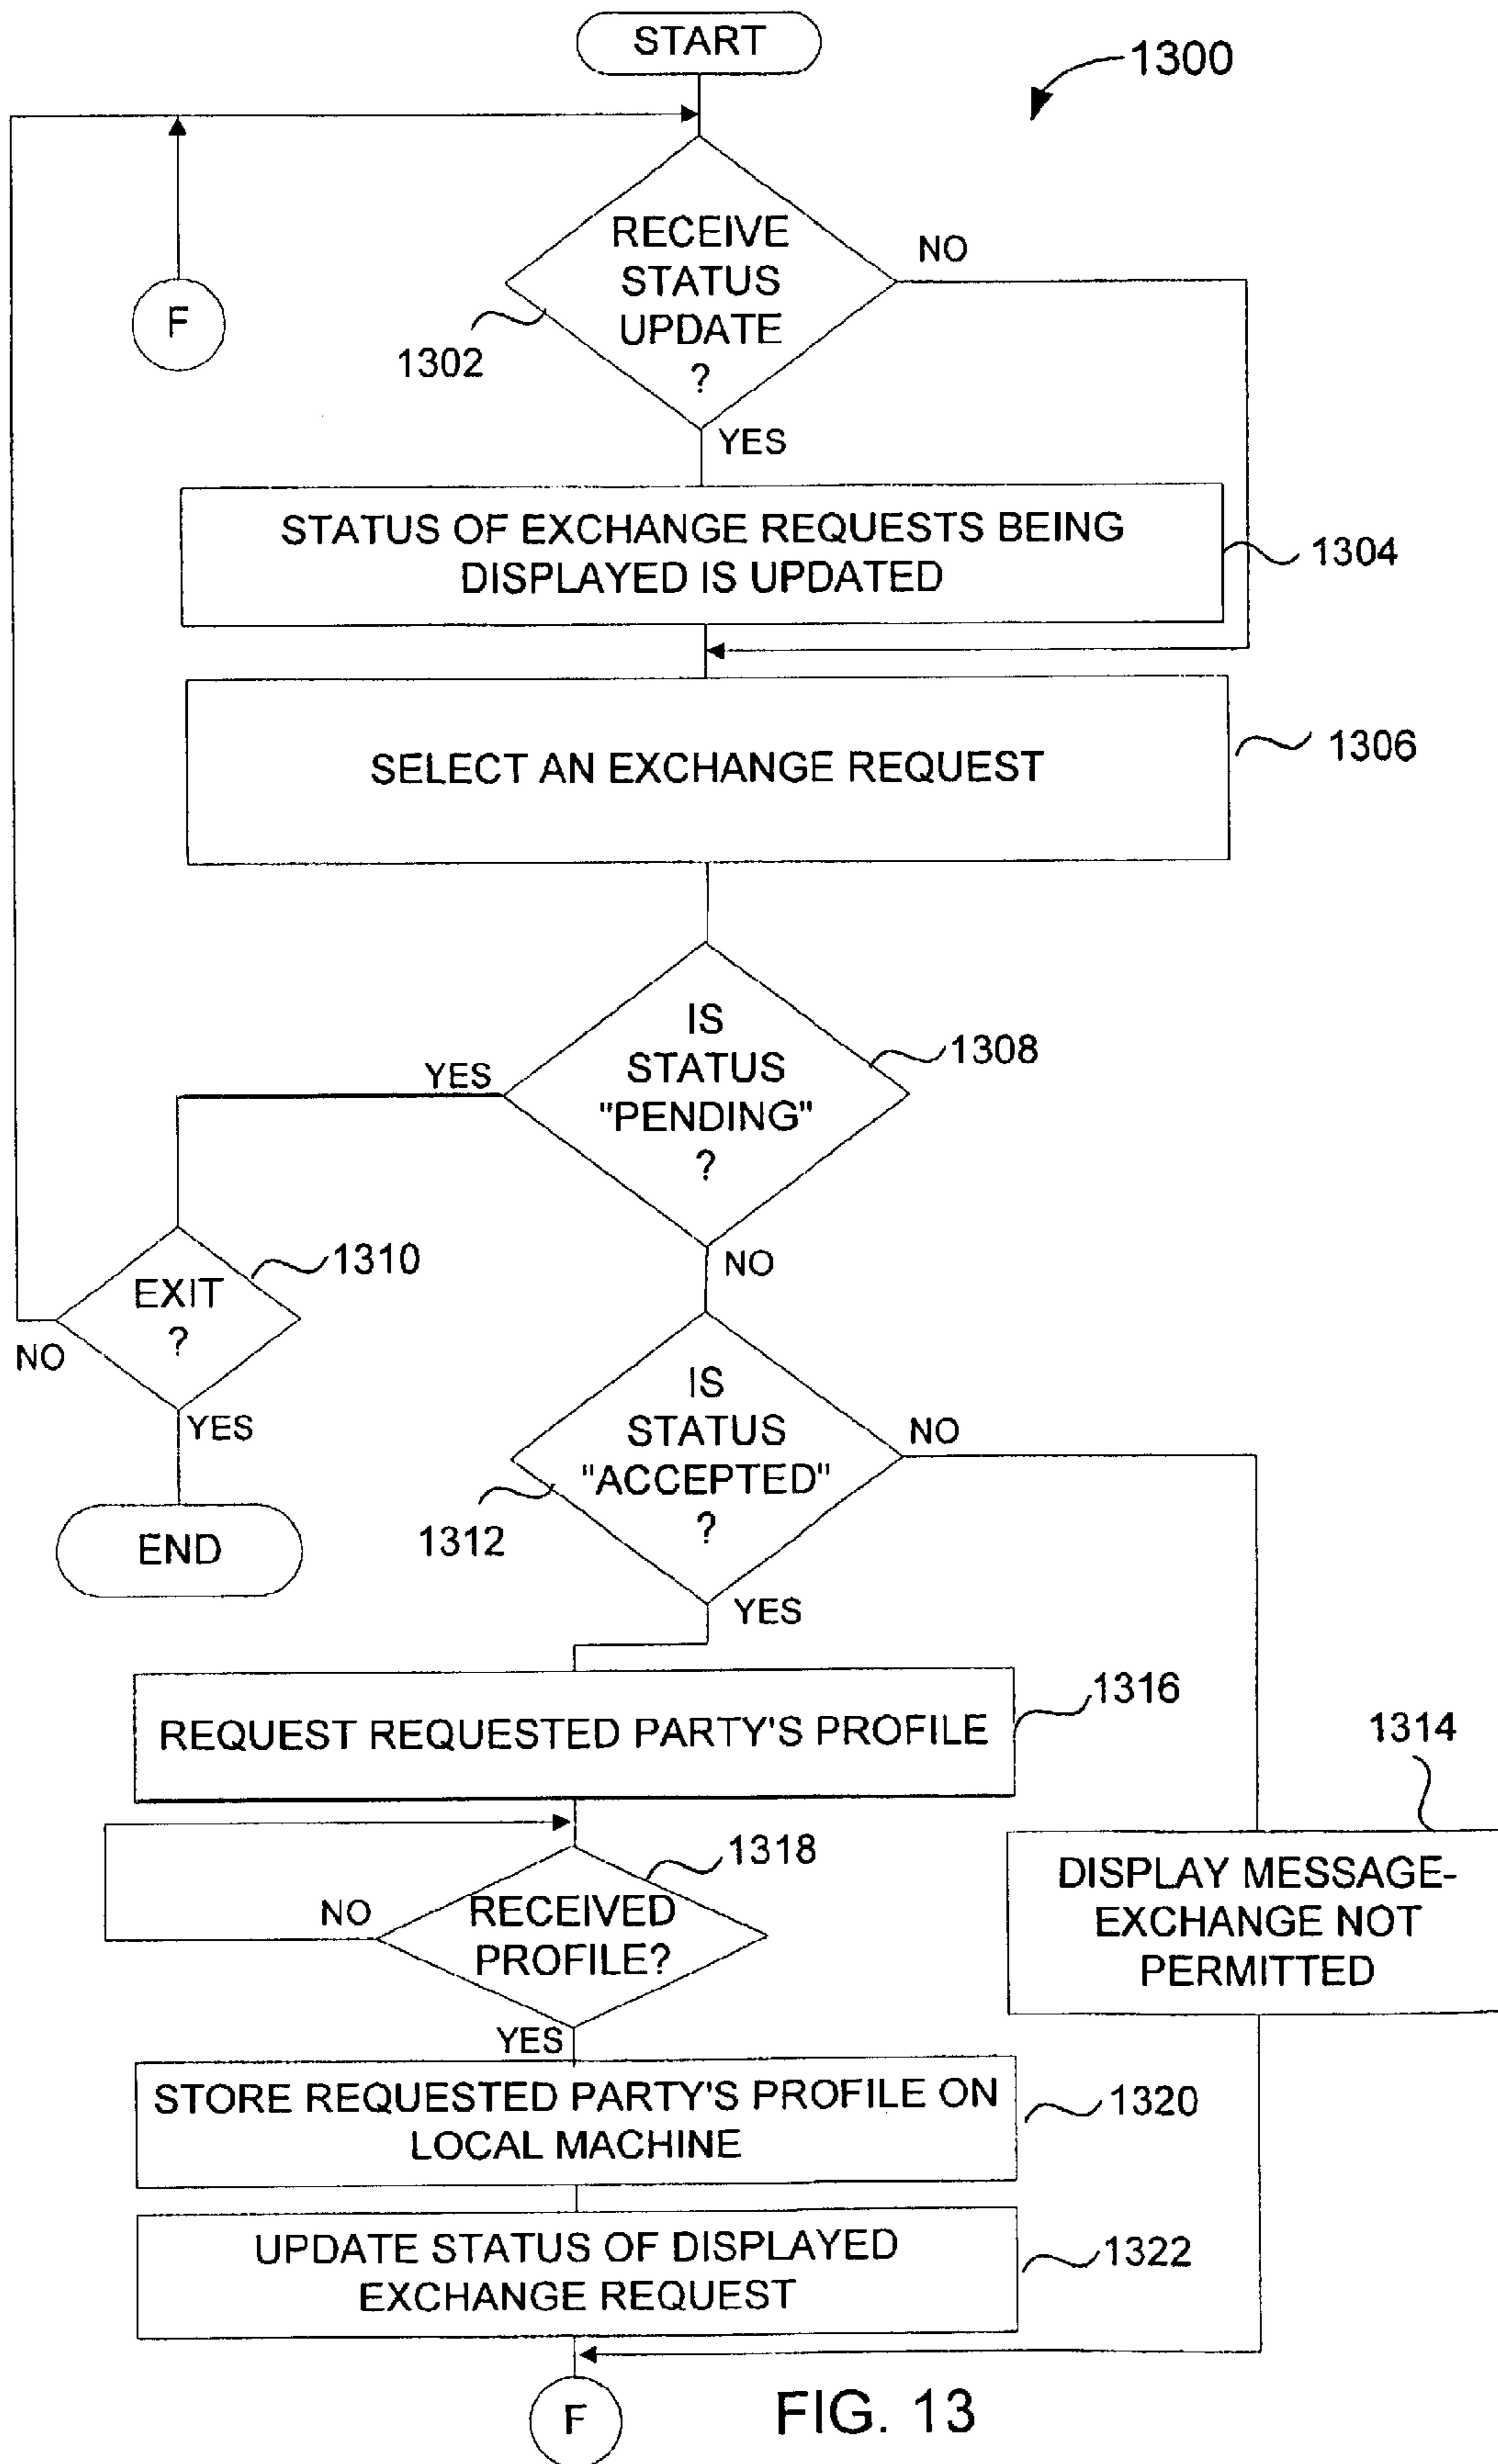 START
1300
RECEIVE
STATUS
UPDATE
?
NO
F
1302
YES
STATUS OF EXCHANGE REQUESTS BEING
DISPLAYED IS UPDATED
1304
SELECT AN EXCHANGE REQUEST
1306
IS
STATUS
"PENDING"
?
1308
YES
NO
EXIT
?
1310
NO
YES
END
IS
STATUS
"ACCEPTED"
?
NO
1312
YES
REQUEST REQUESTED PARTY'S PROFILE
1316
1314
DISPLAY MESSAGE-
EXCHANGE NOT
PERMITTED
1318
RECEIVED
PROFILE?
NO
YES
STORE REQUESTED PARTY'S PROFILE ON
LOCAL MACHINE
1320
UPDATE STATUS OF DISPLAYED
EXCHANGE REQUEST
1322
F
FIG. 13